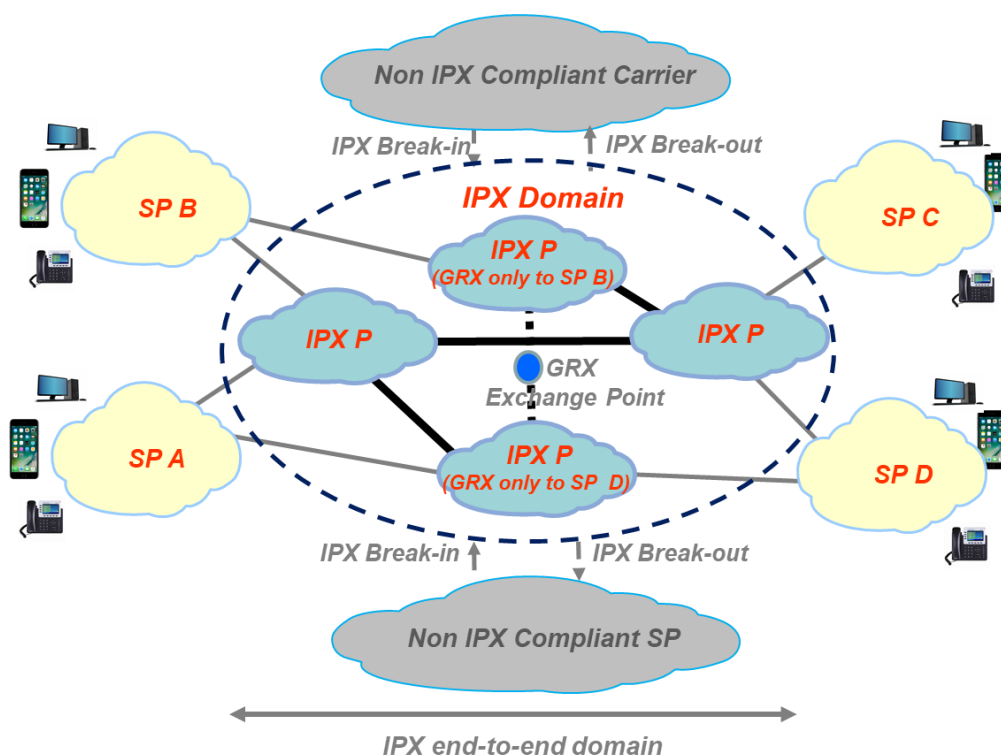 Non IPX Compliant Carrier
IPX Break-in
IPX Break-out
IPX Domain
SP B
SP C
IPX P
(GRX only to SP B)
IPX P
IPX P
GRX
Exchange Point
SP A
IPX P
(GRX only to SP D)
SP D
IPX Break-in
IPX Break-out
Non IPX Compliant SP
IPX end-to-end domain